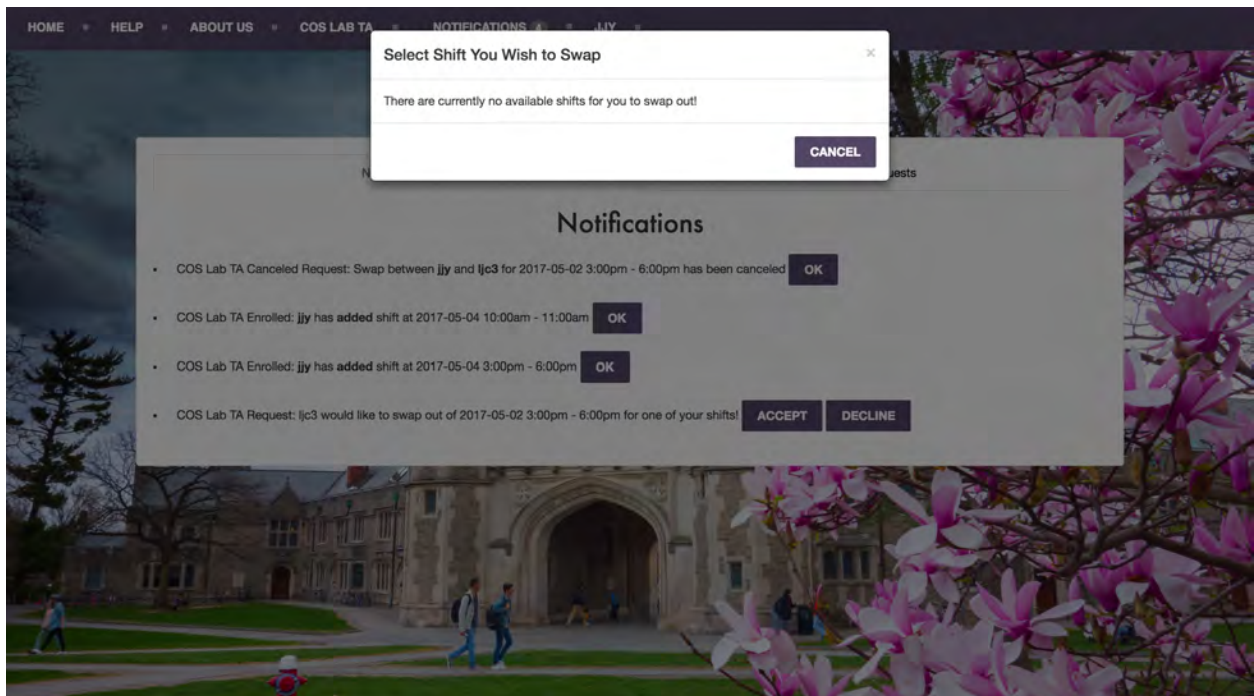 HOME HELP ABOUT US COS LAB TA NOTIFICATIONS 4 JJY
Select Shift You Wish to Swap ×
There are currently no available shifts for you to swap out!
CANCEL
Notifications
COS Lab TA Canceled Request: Swap between jjy and ljc3 for 2017-05-02 3:00pm - 6:00pm has been canceled OK
COS Lab TA Enrolled: jjy has added shift at 2017-05-04 10:00am - 11:00am OK
COS Lab TA Enrolled: jjy has added shift at 2017-05-04 3:00pm - 6:00pm OK
COS Lab TA Request: ljc3 would like to swap out of 2017-05-02 3:00pm - 6:00pm for one of your shifts! ACCEPT DECLINE